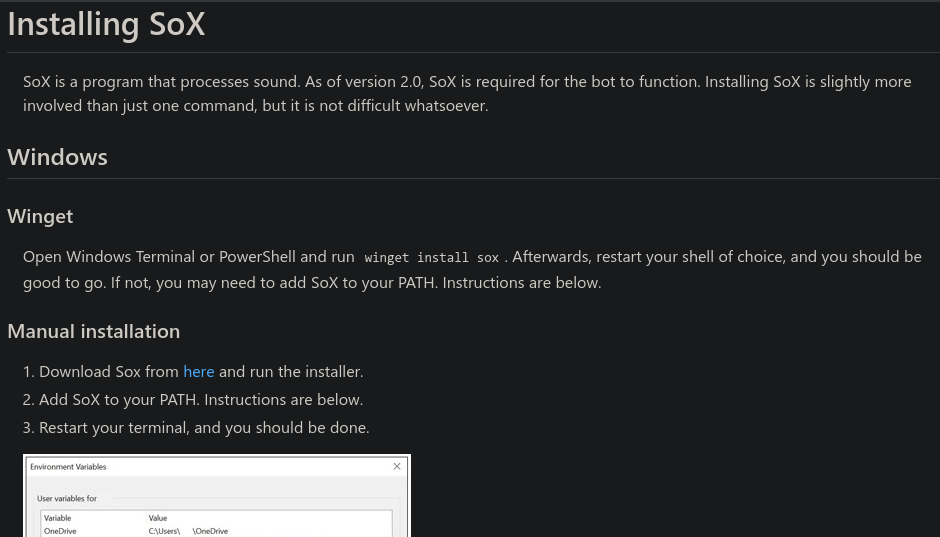 Installing SoX
SoX is a program that processes sound. As of version 2.0, SoX is required for the bot to function. Installing SoX is slightly more
involved than just one command, but it is not difficult whatsoever.
Windows
Winget
Open Windows Terminal or PowerShell and run winget install sox . Afterwards, restart your shell of choice, and you should be
good to go. If not, you may need to add SoX to your PATH. Instructions are below.
Manual installation
1. Download Sox from here and run the installer.
2. Add SoX to your PATH. Instructions are below.
3. Restart your terminal, and you should be done.
Environment Variables
User variables for
Variable Value
OneDrive C:\Users\ \OneDrive